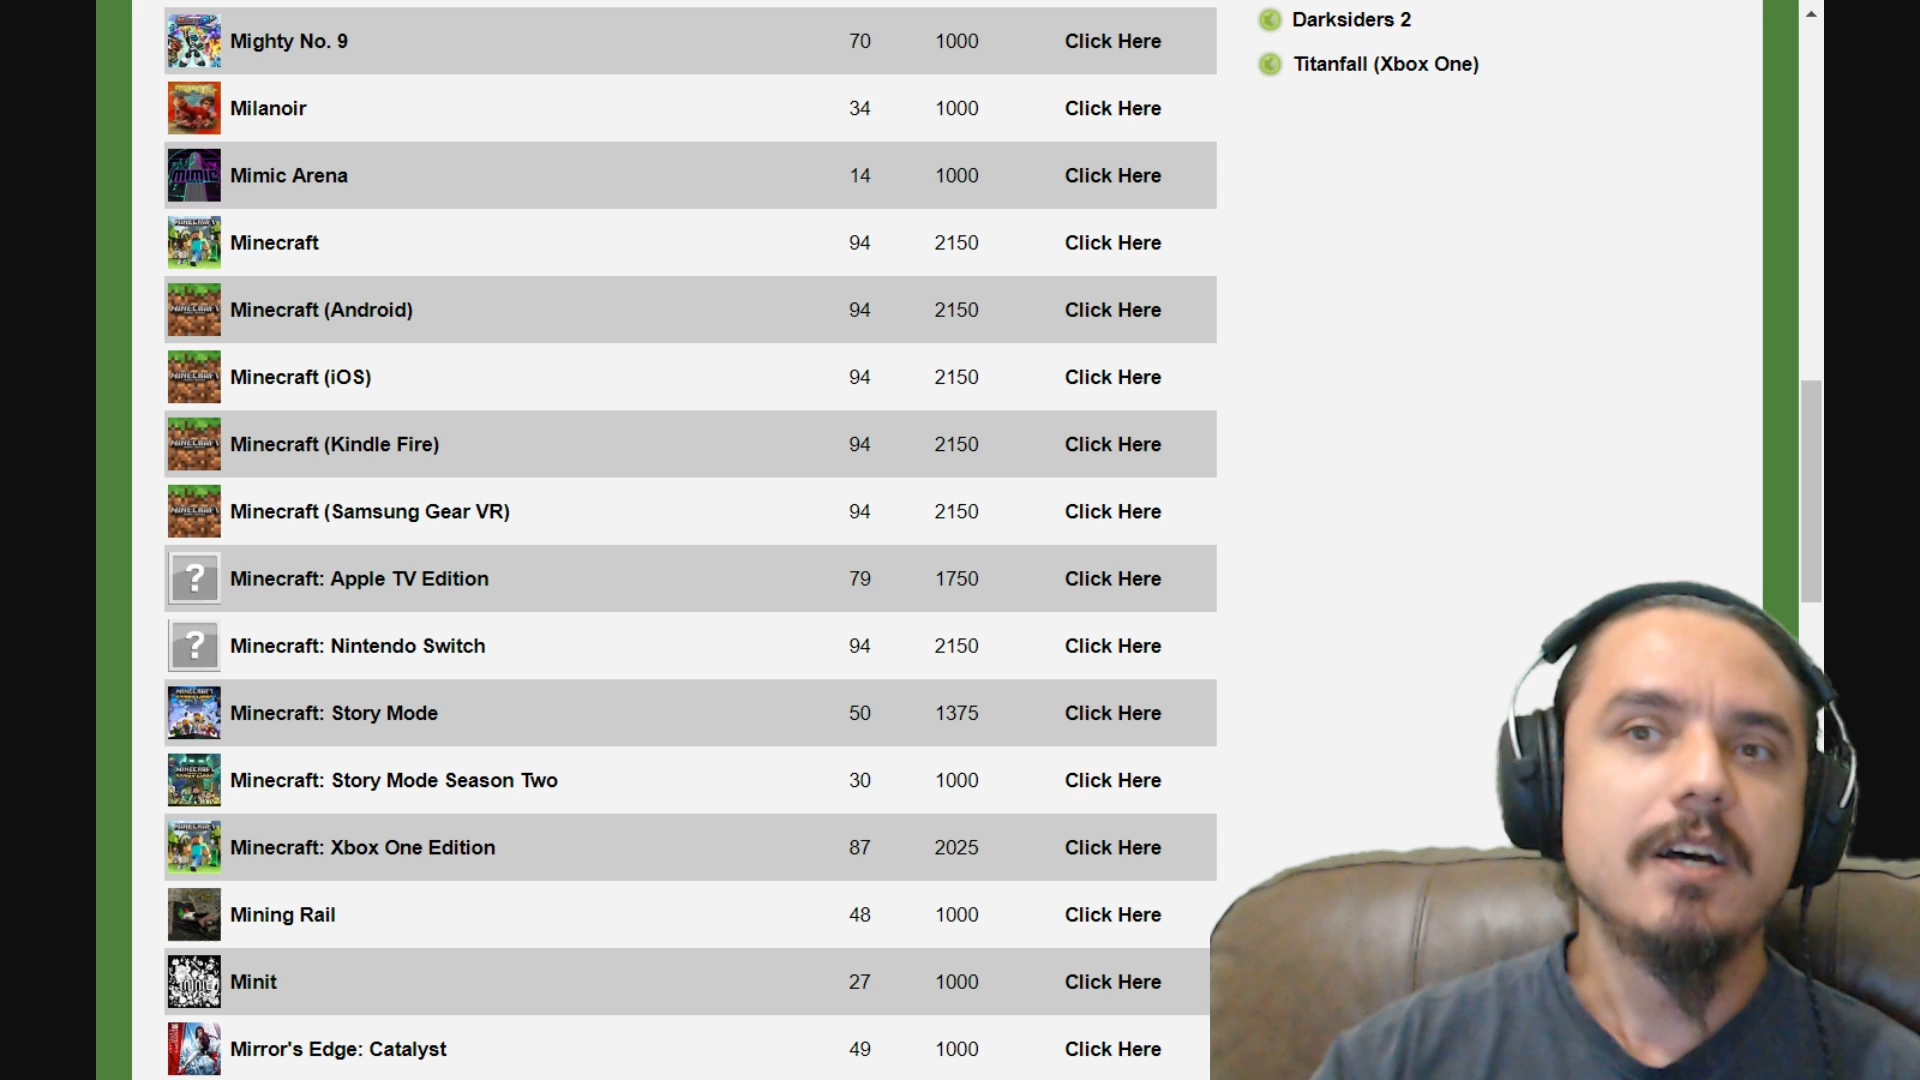 Mighty No. 9 70 1000 Click Here
Milanoir 34 1000 Click Here
Mimic Arena 14 1000 Click Here
Minecraft 94 2150 Click Here
Minecraft (Android) 94 2150 Click Here
Minecraft (iOS) 94 2150 Click Here
Minecraft (Kindle Fire) 94 2150 Click Here
Minecraft (Samsung Gear VR) 94 2150 Click Here
? Minecraft: Apple TV Edition 79 1750 Click Here
? Minecraft: Nintendo Switch 94 2150 Click Here
Minecraft: Story Mode 50 1375 Click Here
Minecraft: Story Mode Season Two 30 1000 Click Here
Minecraft: Xbox One Edition 87 2025 Click Here
Mining Rail 48 1000 Click Here
Minit 27 1000 Click Here
Mirror's Edge: Catalyst 49 1000 Click Here
Darksiders 2
Titanfall (Xbox One)